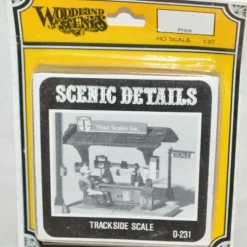 WOODLAND
SCENICS
Price
HO SCALE 1:87
SCENIC DETAILS
TRACKSIDE SCALE
D-231